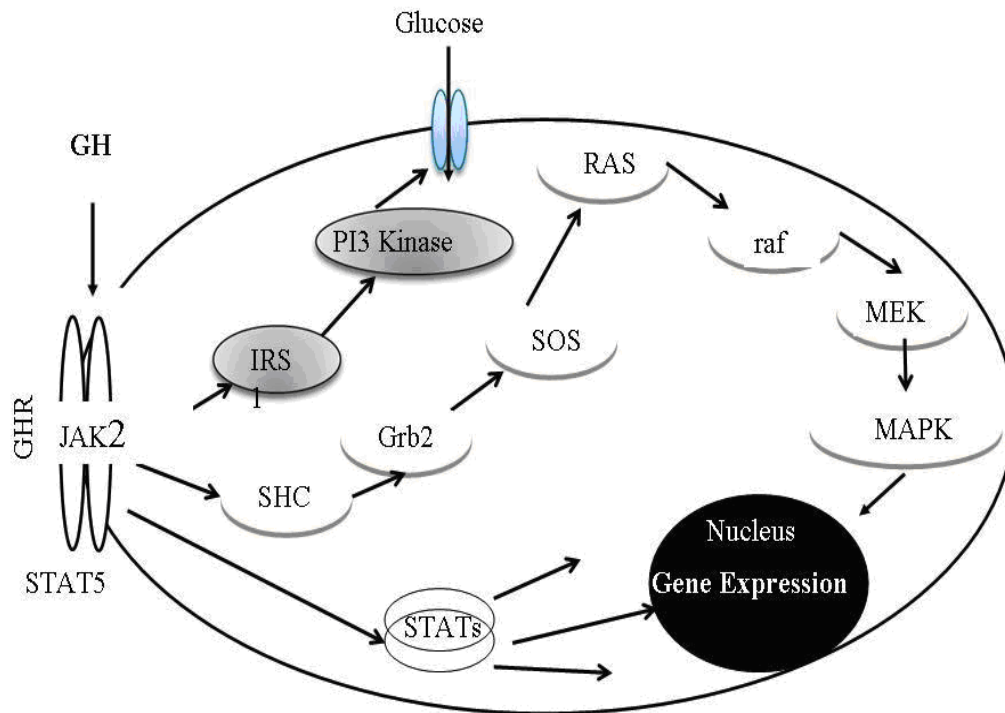 Glucose
GH
RAS
PI3 Kinase
raf
MEK
IRS
1
SOS
GHR
JAK2
Grb2
MAPK
SHC
Nucleus
Gene Expression
STAT5
STATs